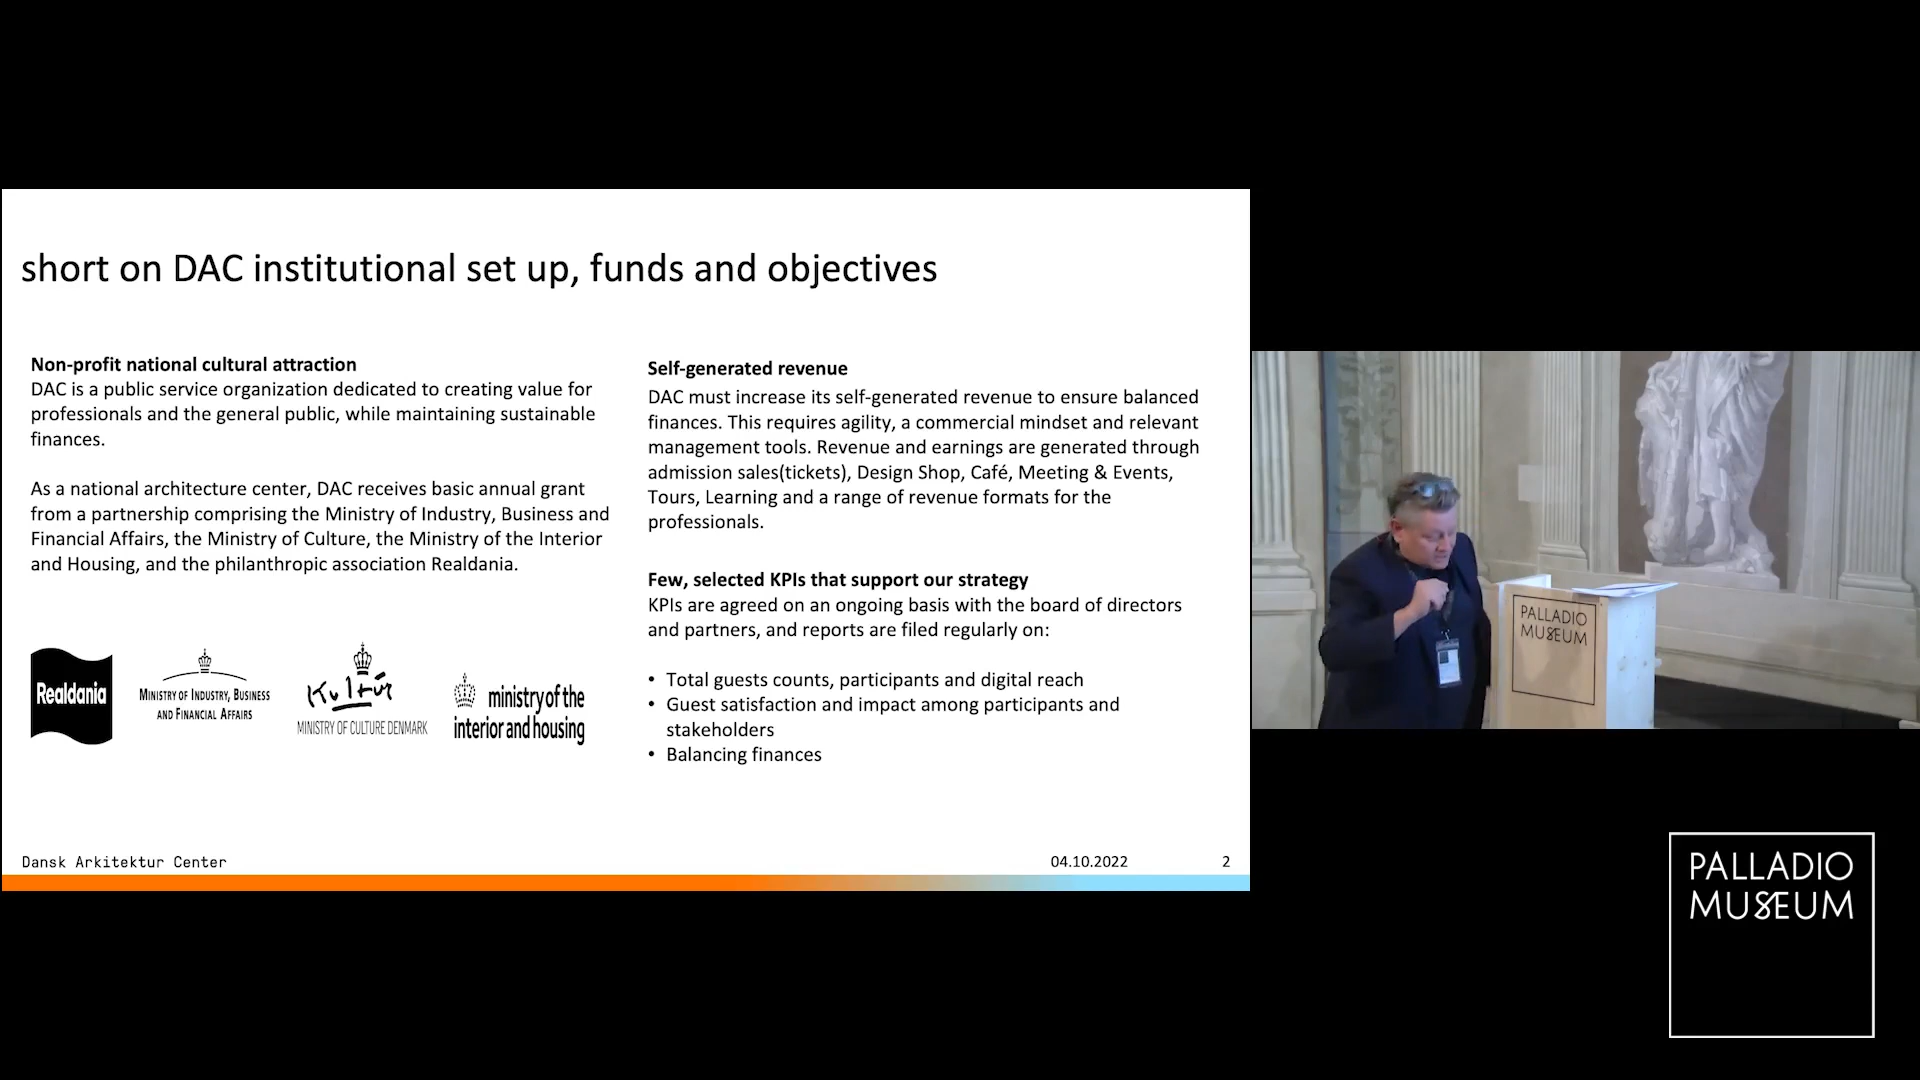 short on DAC institutional set up, funds and objectives
Non-profit national cultural attraction
DAC is a public service organization dedicated to creating value for
professionals and the general public, while maintaining sustainable
finances.
As a national architecture center, DAC receives basic annual grant
from a partnership comprising the Ministry of Industry, Business and
Financial Affairs, the Ministry of Culture, the Ministry of the Interior
and Housing, and the philanthropic association Realdania.
Realdania
MINISTRY OF INDUSTRY, BUSINESS
AND FINANCIAL AFFAIRS
Kultur
MINISTRY OF CULTURE DENMARK
ministry of the
interior and housing
Self-generated revenue
DAC must increase its self-generated revenue to ensure balanced
finances. This requires agility, a commercial mindset and relevant
management tools. Revenue and earnings are generated through
admission sales(tickets), Design Shop, Café, Meeting & Events,
Tours, Learning and a range of revenue formats for the
professionals.
Few, selected KPIs that support our strategy
KPIs are agreed on an ongoing basis with the board of directors
and partners, and reports are filed regularly on:
• Total guests counts, participants and digital reach
• Guest satisfaction and impact among participants and
stakeholders
• Balancing finances
Dansk Arkitektur Center
04.10.2022
2
PALLADIO
MUSEUM
PALLADIO
MUSEUM